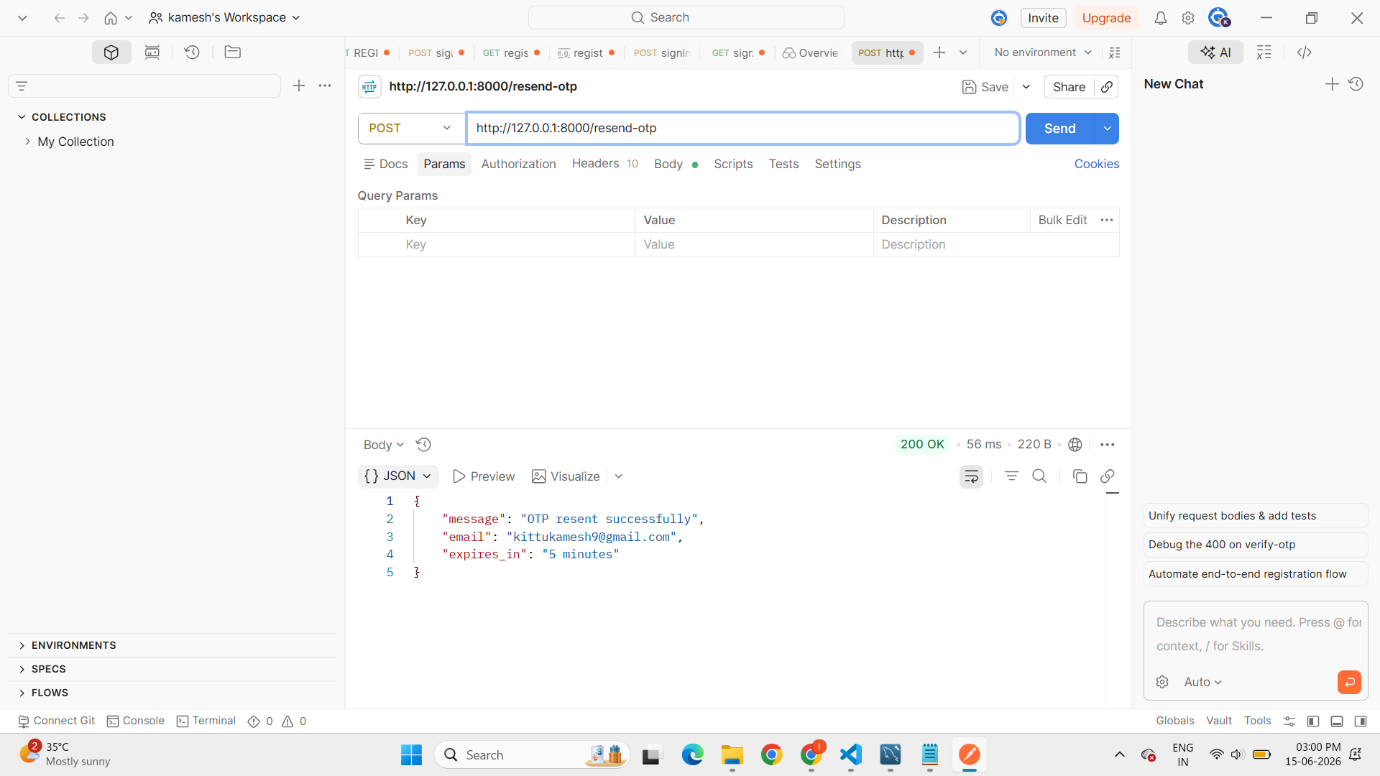 kamesh's Workspace
Search
Invite
Upgrade
T REGI
POST sigı
GET regis
e.g. regist
POST signiı
GET sigr
Overvie
POST http
No environment
AI
COLLECTIONS
My Collection
HTTP
http://127.0.0.1:8000/resend-otp
Save
Share
New Chat
POST
http://127.0.0.1:8000/resend-otp
Send
Docs
Params
Authorization
Headers 10
Body
Scripts
Tests
Settings
Cookies
Query Params
Key Value Description Bulk Edit
Key Value Description
Body
200 OK
56 ms
220 B
{} JSON
Preview
Visualize
1 {
2 "message": "OTP resent successfully",
3 "email": "kittukamesh9@gmail.com",
4 "expires_in": "5 minutes"
5 }
Unify request bodies & add tests
Debug the 400 on verify-otp
Automate end-to-end registration flow
Describe what you need. Press @ for
context, / for Skills.
Auto
ENVIRONMENTS
SPECS
FLOWS
Connect Git
Console
Terminal
0
0
Globals
Vault
Tools
2
35°C
Mostly sunny
Search
ENG
IN
03:00 PM
15-06-2026